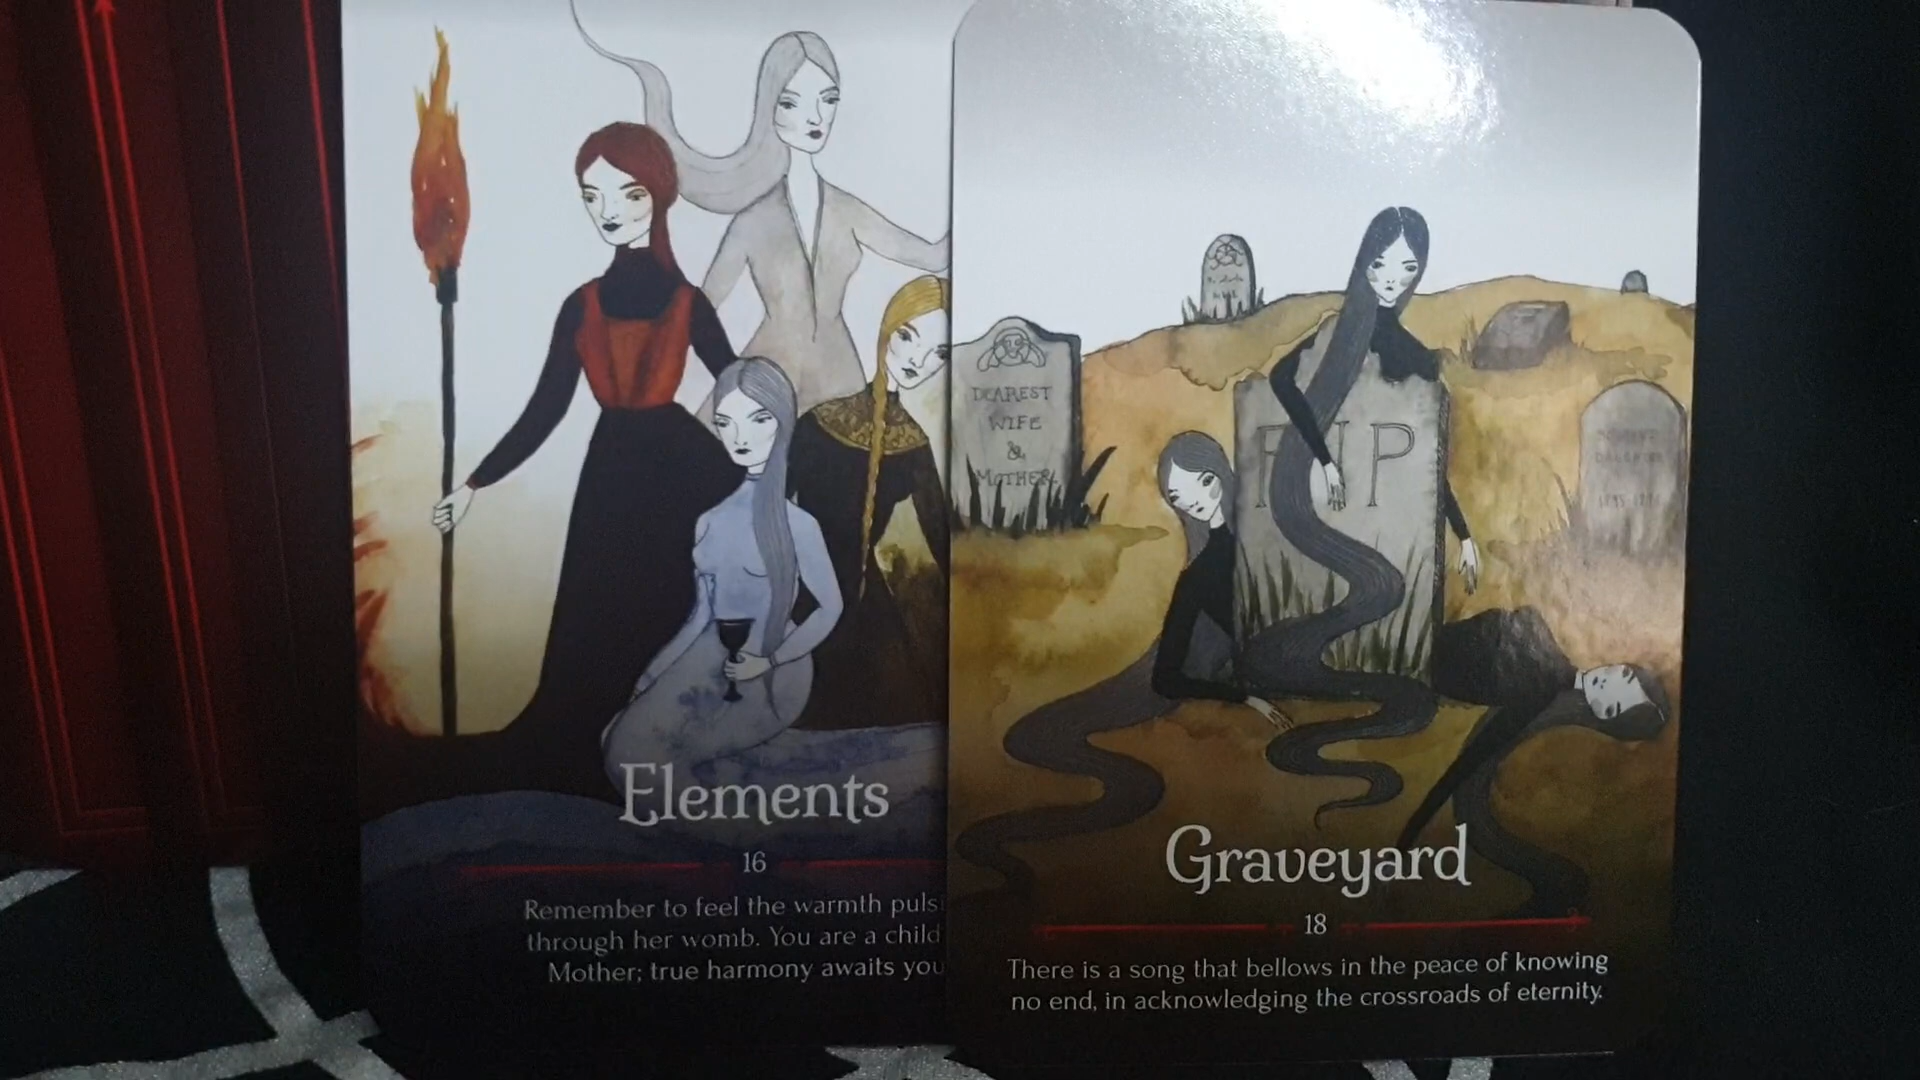 Elements
16
Remember to feel the warmth puls
through her womb. You are a child
Mother; true harmony awaits you
DEAREST
WIFE
&
MOTHER
RIP
Graveyard
18
There is a song that bellows in the peace of knowing
no end, in acknowledging the crossroads of eternity.